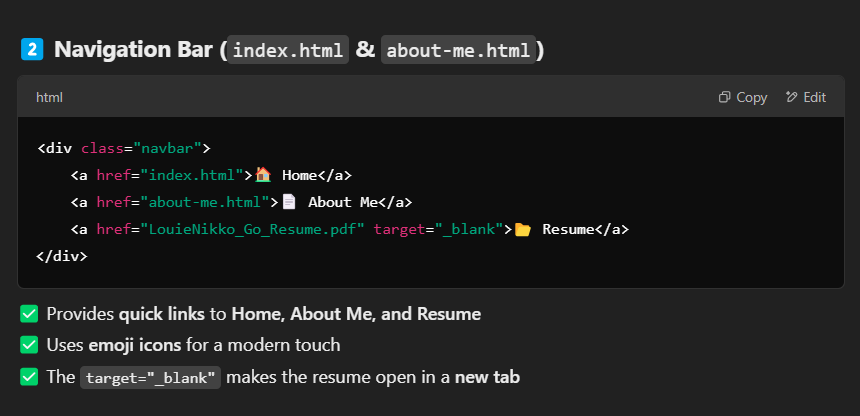 2️⃣ Navigation Bar (index.html & about-me.html)
html Copy Edit
<div class="navbar">
    <a href="index.html">🏠 Home</a>
    <a href="about-me.html">📄 About Me</a>
    <a href="LouieNikko_Go_Resume.pdf" target="_blank">📂 Resume</a>
</div>
✅ Provides quick links to Home, About Me, and Resume
✅ Uses emoji icons for a modern touch
✅ The target="_blank" makes the resume open in a new tab